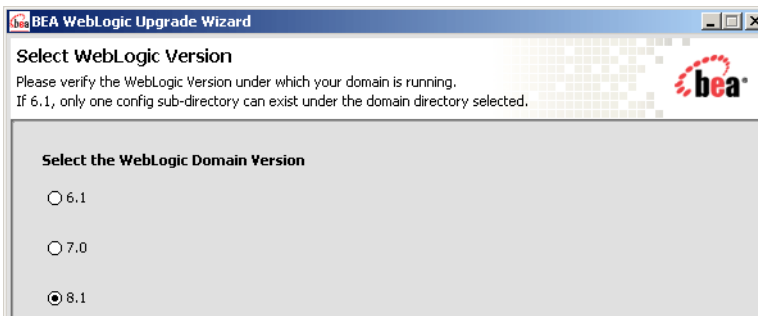 BEA WebLogic Upgrade Wizard
Select WebLogic Version
Please verify the WebLogic Version under which your domain is running.
If 6.1, only one config sub-directory can exist under the domain directory selected.
bea
Select the WebLogic Domain Version
6.1
7.0
8.1